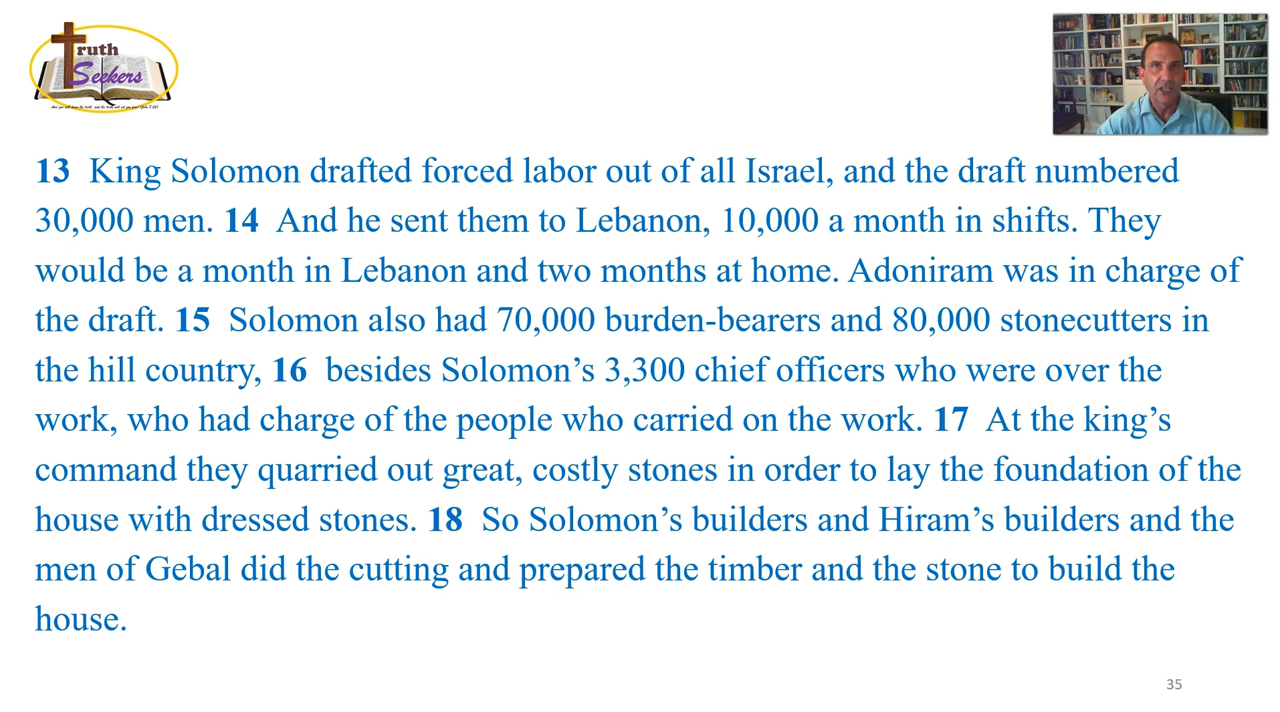 Truth
Seekers
13  King Solomon drafted forced labor out of all Israel, and the draft numbered
30,000 men. 14  And he sent them to Lebanon, 10,000 a month in shifts. They
would be a month in Lebanon and two months at home. Adoniram was in charge of
the draft. 15  Solomon also had 70,000 burden-bearers and 80,000 stonecutters in
the hill country, 16  besides Solomon’s 3,300 chief officers who were over the
work, who had charge of the people who carried on the work. 17  At the king’s
command they quarried out great, costly stones in order to lay the foundation of the
house with dressed stones. 18  So Solomon’s builders and Hiram’s builders and the
men of Gebal did the cutting and prepared the timber and the stone to build the
house.
35